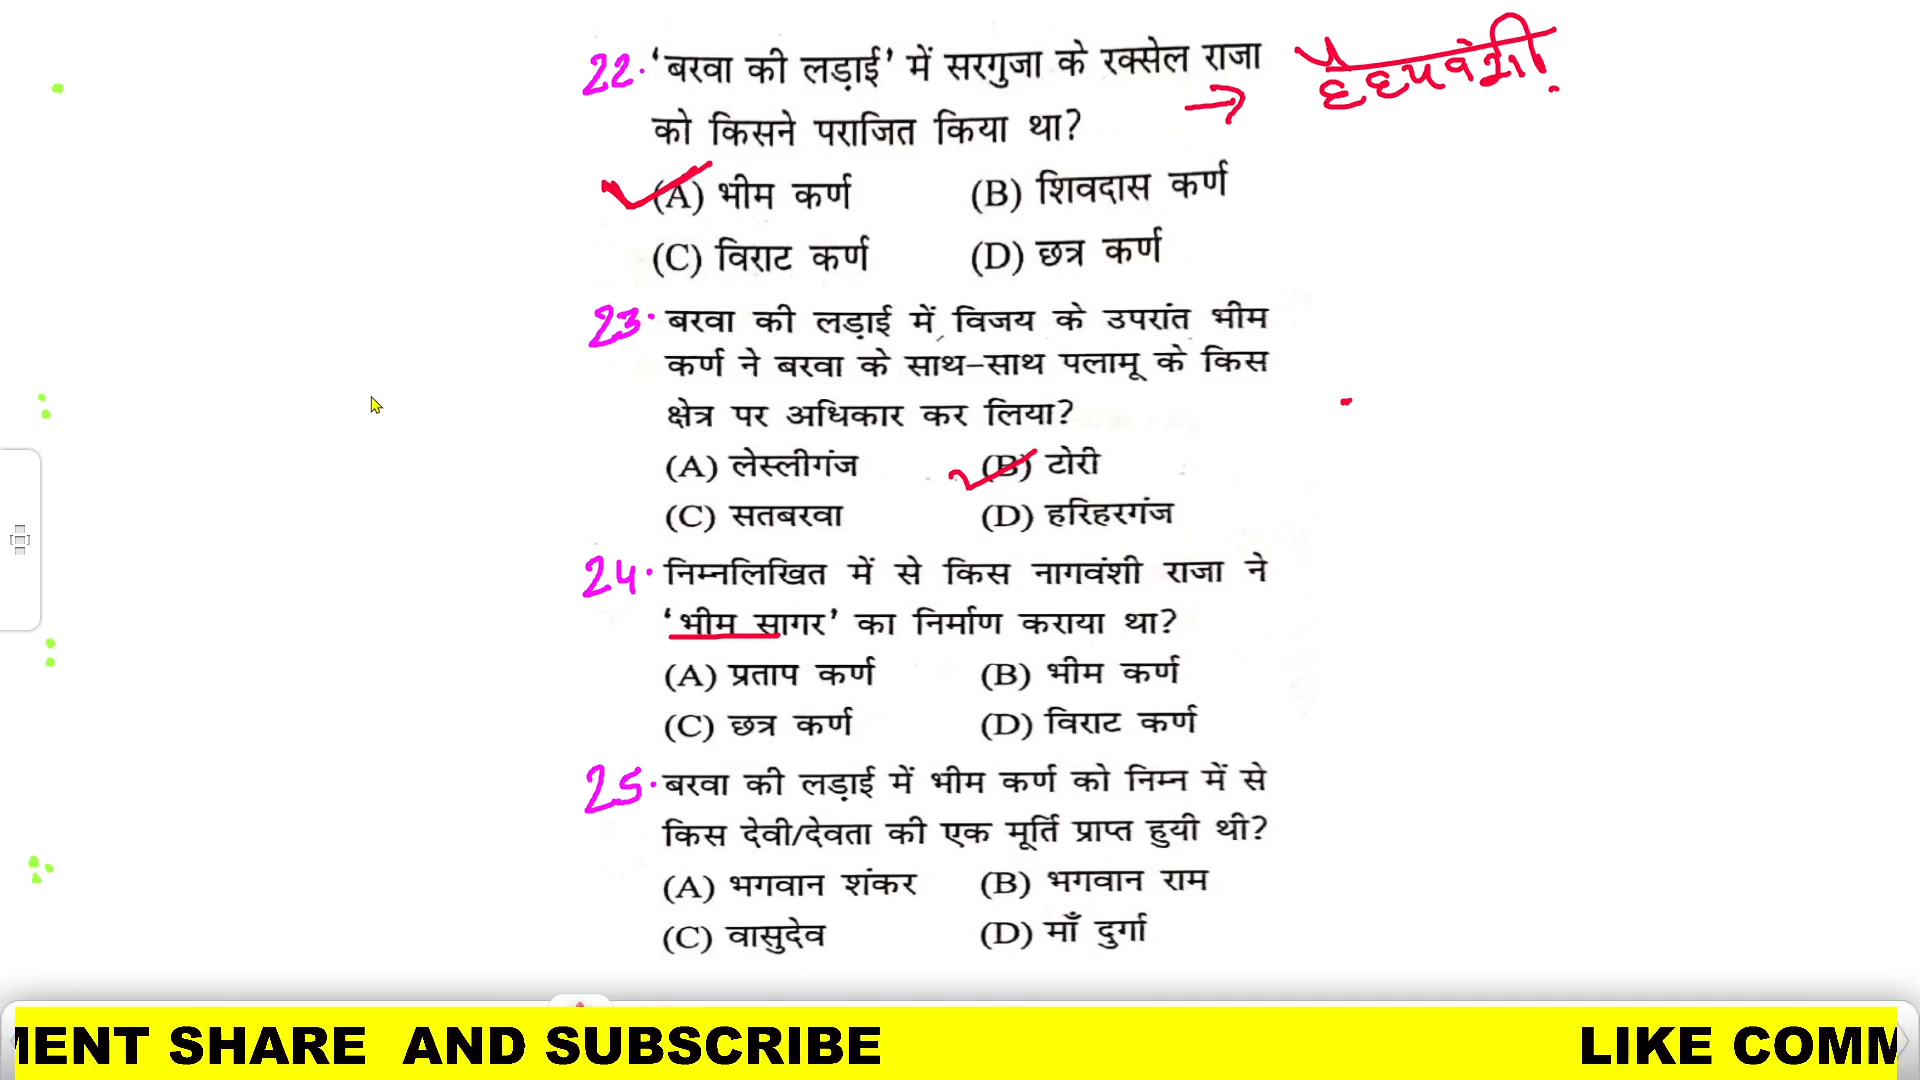 22. ‘बरवा की लड़ाई’ में सरगुजा के रक्सेल राजा → हैहयवंशी
को किसने पराजित किया था?
(A) भीम कर्ण (B) शिवदास कर्ण
(C) विराट कर्ण (D) छत्र कर्ण
23. बरवा की लड़ाई में विजय के उपरांत भीम
कर्ण ने बरवा के साथ-साथ पलामू के किस
क्षेत्र पर अधिकार कर लिया?
(A) लेस्लीगंज (B) टोरी
(C) सतबरवा (D) हरिहरगंज
24. निम्नलिखित में से किस नागवंशी राजा ने
‘भीम सागर’ का निर्माण कराया था?
(A) प्रताप कर्ण (B) भीम कर्ण
(C) छत्र कर्ण (D) विराट कर्ण
25. बरवा की लड़ाई में भीम कर्ण को निम्न में से
किस देवी/देवता की एक मूर्ति प्राप्त हुयी थी?
(A) भगवान शंकर (B) भगवान राम
(C) वासुदेव (D) माँ दुर्गा
MENT SHARE AND SUBSCRIBE LIKE COMM